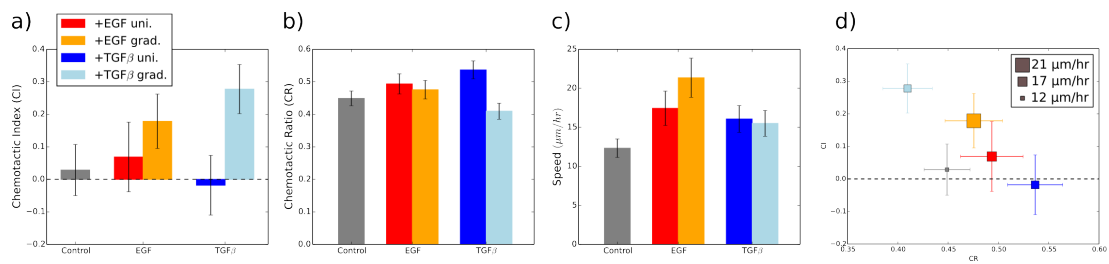 a)
+EGF uni.
+EGF grad.
+TGFβ uni.
+TGFβ grad.
Chemotactic Index (CI)
0.4
0.3
0.2
0.1
0.0
−0.1
−0.2
Control EGF TGFβ
b)
Chemotactic Ratio (CR)
0.6
0.5
0.4
0.3
0.2
0.1
0.0
Control EGF TGFβ
c)
Speed (μm/hr)
25
20
15
10
5
0
Control EGF TGFβ
d)
21 μm/hr
17 μm/hr
12 μm/hr
CI
0.4
0.3
0.2
0.1
0.0
−0.1
−0.2
0.35 0.40 0.45 0.50 0.55 0.60
CR